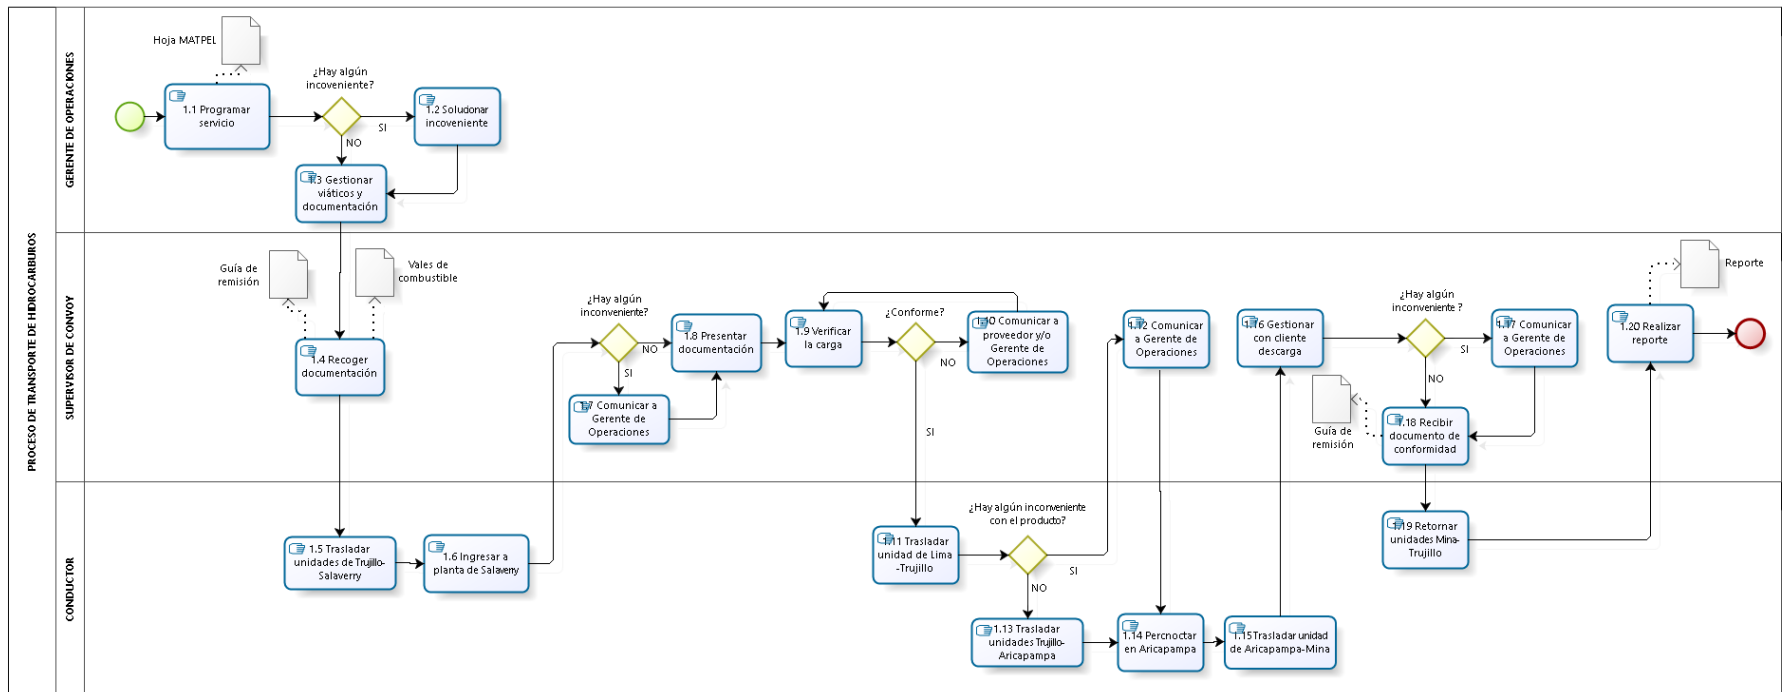 PROCESO DE TRANSPORTE DE HIDROCARBUROS
GERENTE DE OPERACIONES
Hoja MATPEL
1.1 Programar
servicio
¿Hay algún
incoveniente?
SI
NO
1.2 Soludonar
incoveniente
1.3 Gestionar
viáticos y
documentación
SUPERVISOR DE CONVOY
Guía de
remisión
Vales de
combustible
1.4 Recoger
documentación
¿Hay algún
inconveniente?
NO
SI
1.7 Comunicar a
Gerente de
Operaciones
1.8 Presentar
documentación
1.9 Verificar
la carga
¿Conforme?
NO
SI
1.10 Comunicar a
proveedor y/o
Gerente de
Operaciones
1.12 Comunicar
a Gerente de
Operaciones
1.16 Gestionar
con cliente
descarga
¿Hay algún
inconveniente ?
SI
NO
1.17 Comunicar
a Gerente de
Operaciones
Guía de
remisión
1.18 Recibir
documento de
conformidad
1.20 Realizar
reporte
Reporte
CONDUCTOR
1.5 Trasladar
unidades de Trujillo-
Salaverry
1.6 Ingresar a
planta de Salaverry
1.11 Trasladar
unidad de Lima
-Trujillo
¿Hay algún inconveniente
con el producto?
SI
NO
1.13 Trasladar
unidades Trujillo-
Aricapampa
1.14 Percnoctar
en Aricapampa
1.15Trasladar unidad
de Aricapampa-Mina
1.19 Retornar
unidades Mina-
Trujillo